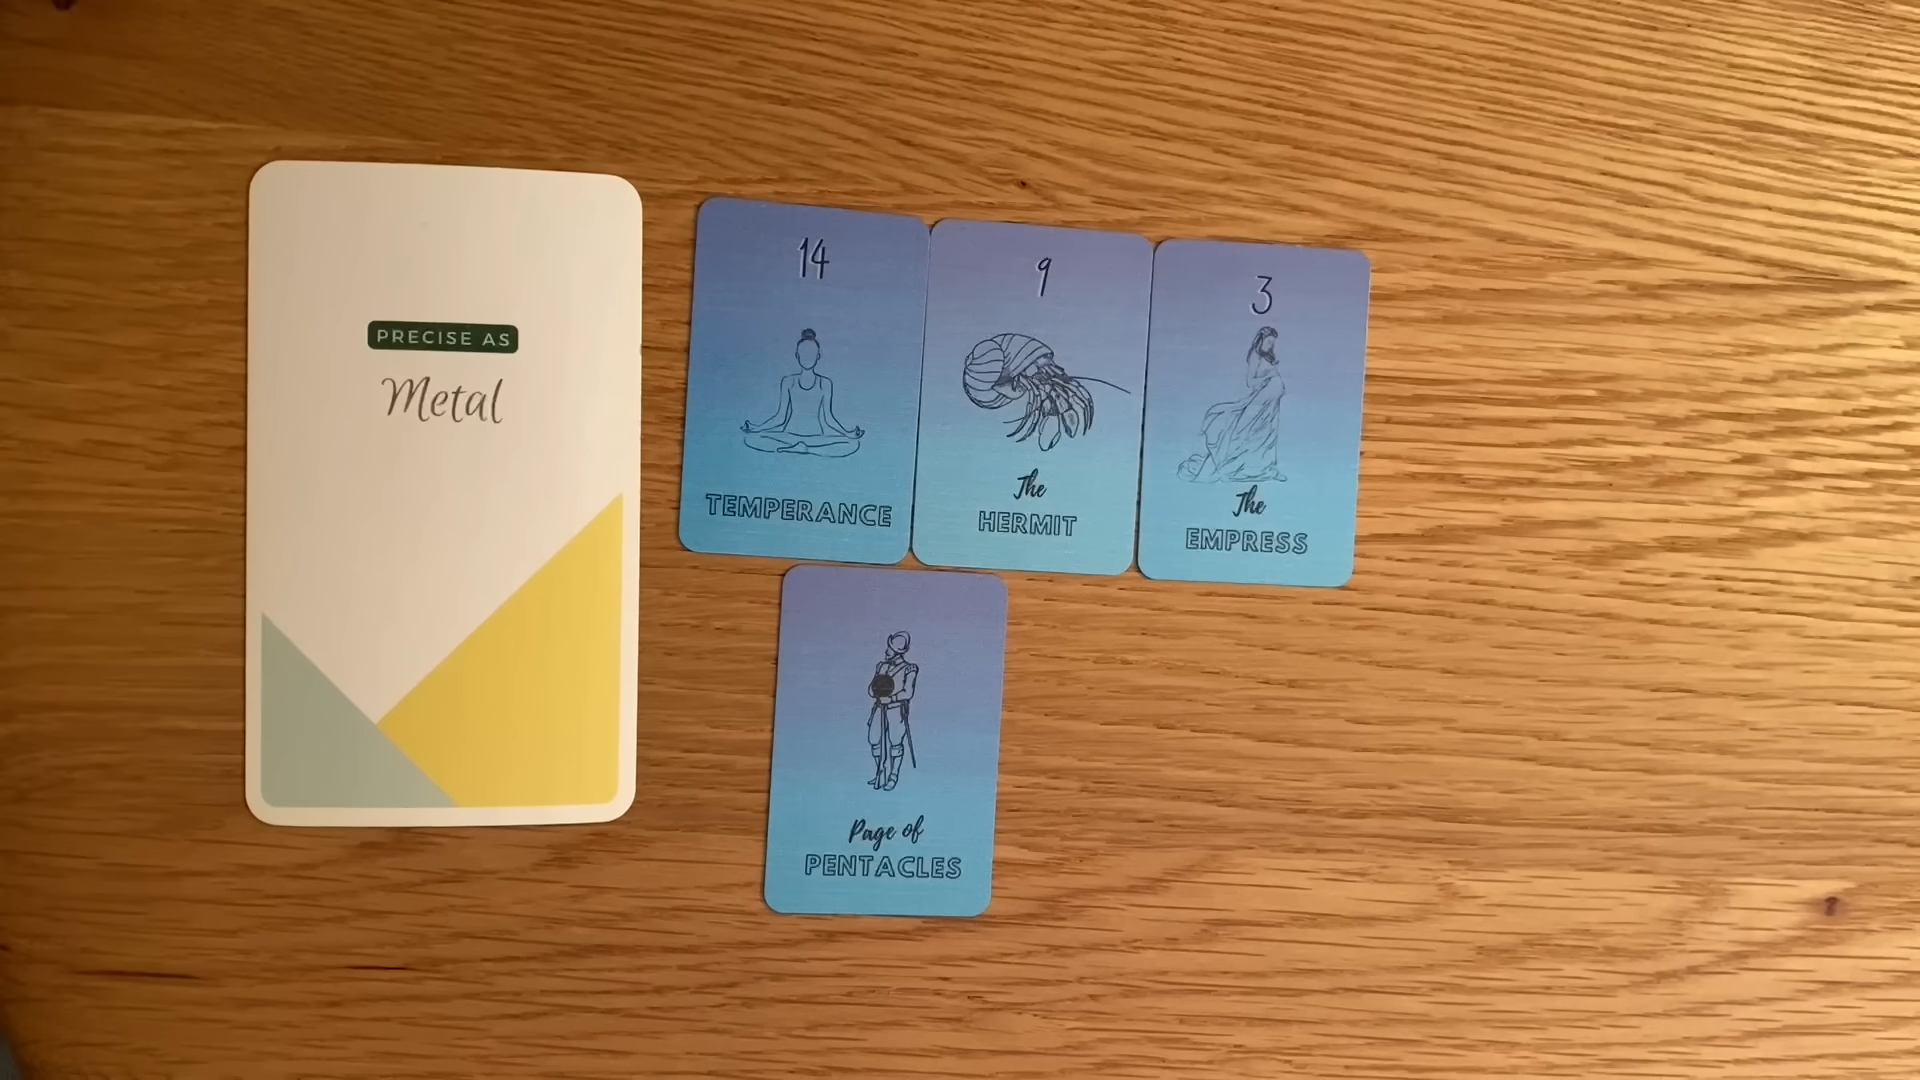 PRECISE AS
Metal
14
TEMPERANCE
9
The
HERMIT
3
The
EMPRESS
Page of
PENTACLES